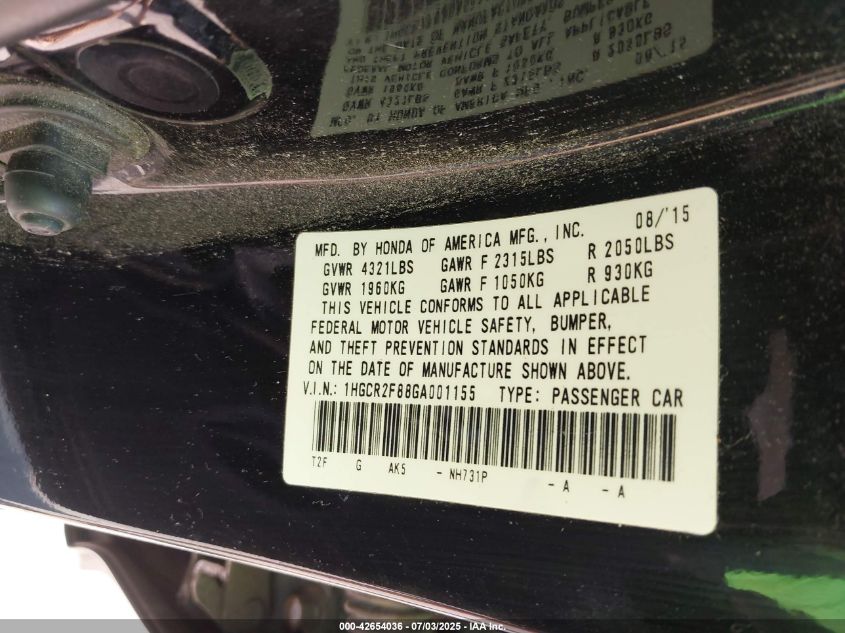 MFD. BY HONDA OF AMERICA MFG., INC. 08/'15
GVWR 4321LBS GAWR F 2315LBS R 2050LBS
GVWR 1960KG GAWR F 1050KG R 930KG
THIS VEHICLE CONFORMS TO ALL APPLICABLE
FEDERAL MOTOR VEHICLE SAFETY, BUMPER,
AND THEFT PREVENTION STANDARDS IN EFFECT
ON THE DATE OF MANUFACTURE SHOWN ABOVE.
V.I.N.: 1HGCR2F88GA001155 TYPE: PASSENGER CAR
T2F G AK5 - NH731P - A - A
000-42654036 - 07/03/2025 - IAA Inc.